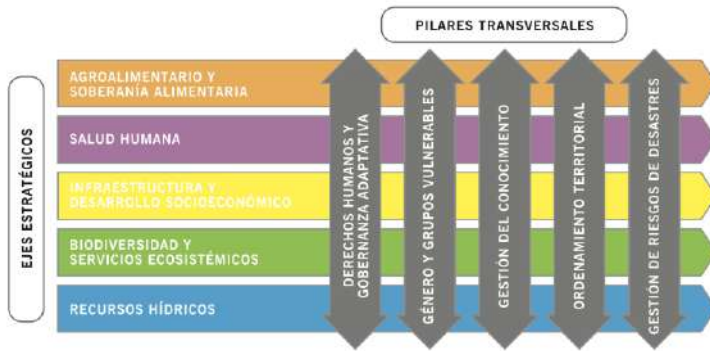 PILARES TRANSVERSALES
EJES ESTRATÉGICOS
AGROALIMENTARIO Y
SOBERANÍA ALIMENTARIA
SALUD HUMANA
INFRAESTRUCTURA Y
DESARROLLO SOCIOECONÓMICO
BIODIVERSIDAD Y
SERVICIOS ECOSISTÉMICOS
RECURSOS HÍDRICOS
DERECHOS HUMANOS Y
GOBERNANZA ADAPTATIVA
GÉNERO Y GRUPOS VULNERABLES
GESTIÓN DEL CONOCIMIENTO
ORDENAMIENTO TERRITORIAL
GESTIÓN DE RIESGOS DE DESASTRES